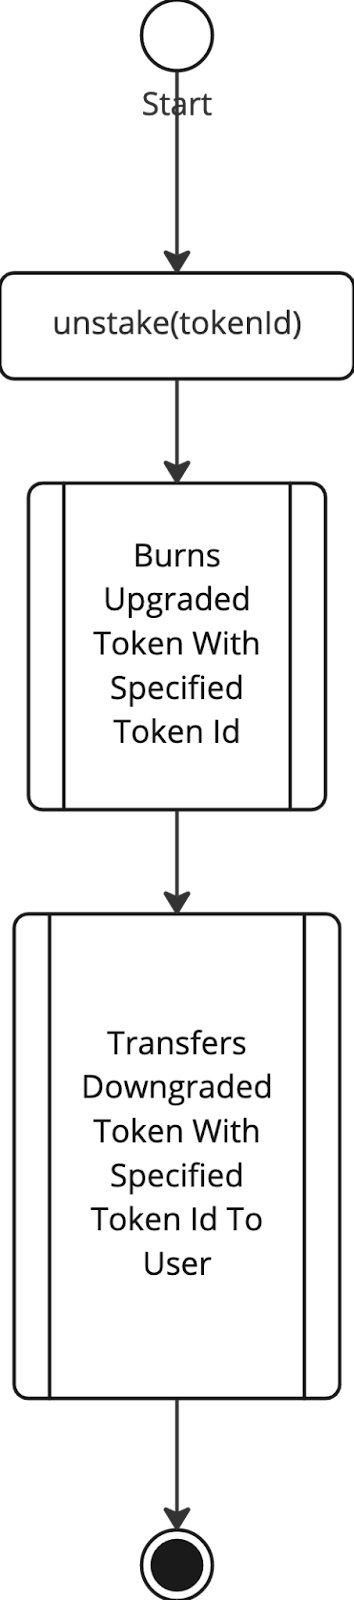 Start
unstake(tokenId)
Burns
Upgraded
Token With
Specified
Token Id
Transfers
Downgraded
Token With
Specified
Token Id To
User